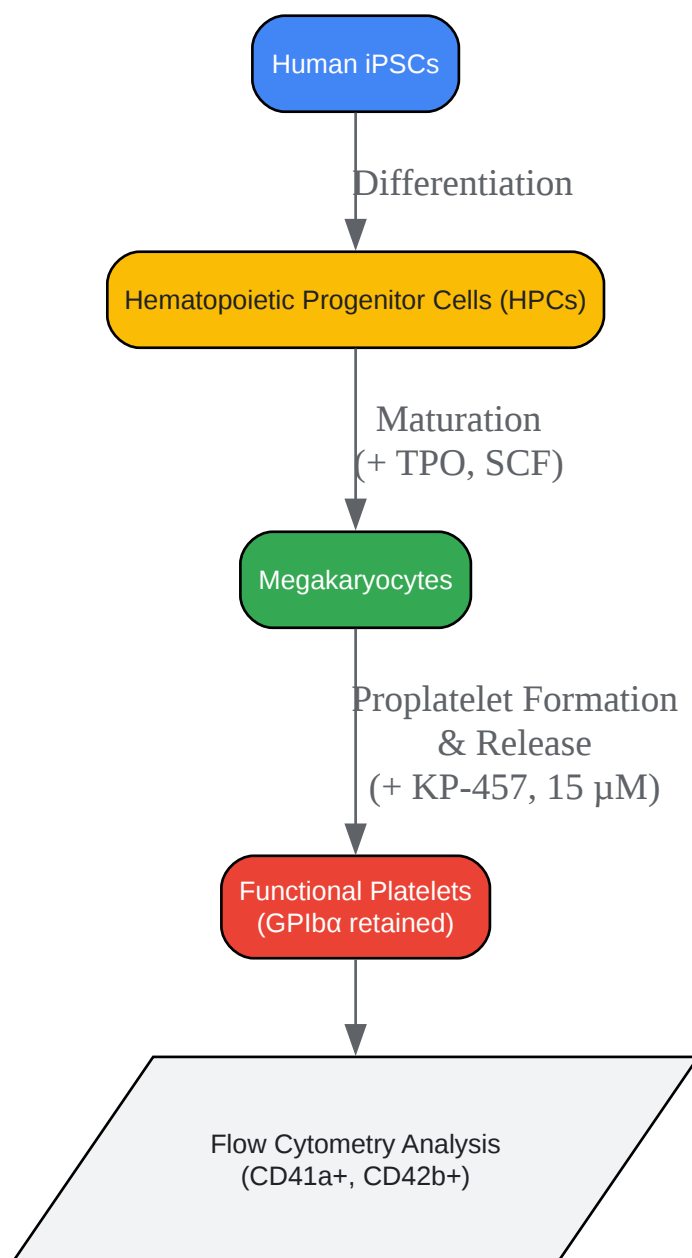 Human iPSCs
Differentiation
Hematopoietic Progenitor Cells (HPCs)
Maturation
(+ TPO, SCF)
Megakaryocytes
Proplatelet Formation
& Release
(+ KP-457, 15 µM)
Functional Platelets
(GPIbα retained)
Flow Cytometry Analysis
(CD41a+, CD42b+)